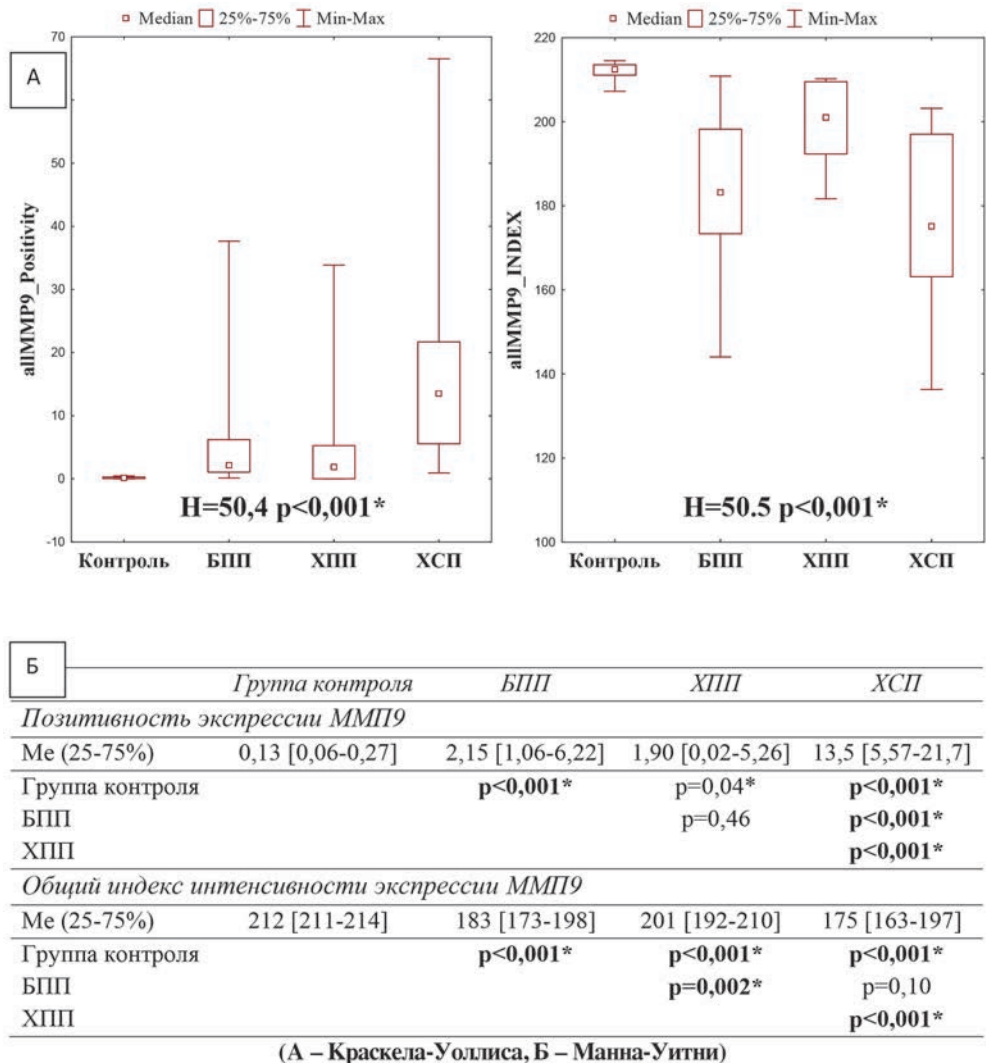 Median 25%-75% Min-Max
А
70
60
50
40
30
20
10
0
-10
allMMP9_Positivity
H=50,4 p<0,001*
Контроль БПП ХПП ХСП
Median 25%-75% Min-Max
220
200
180
160
140
120
100
allMMP9_INDEX
H=50.5 p<0,001*
Контроль БПП ХПП ХСП
Б
Группа контроля БПП ХПП ХСП
Позитивность экспрессии ММП9
Ме (25-75%) 0,13 [0,06-0,27] 2,15 [1,06-6,22] 1,90 [0,02-5,26] 13,5 [5,57-21,7]
Группа контроля p<0,001* p=0,04* p<0,001*
БПП p=0,46 p<0,001*
ХПП p<0,001*
Общий индекс интенсивности экспрессии ММП9
Ме (25-75%) 212 [211-214] 183 [173-198] 201 [192-210] 175 [163-197]
Группа контроля p<0,001* p<0,001* p<0,001*
БПП p=0,002* p=0,10
ХПП p<0,001*
(А – Краскела-Уоллиса, Б – Манна-Уитни)